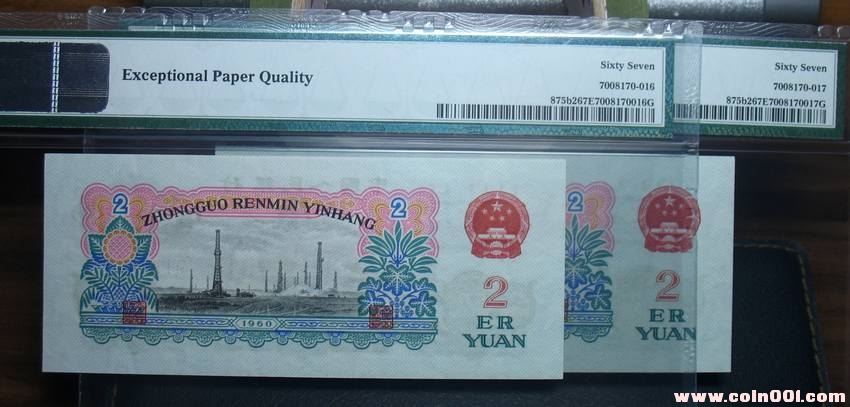 Exceptional Paper Quality
Sixty Seven
7008170-016
875b267E7008170016G
Sixty Seven
7008170-017
875b267E7008170017G
2 ZHONGGUO RENMIN YINHANG 2
1960
2
ER
YUAN
2
2
ER
YUAN
www.coin001.com